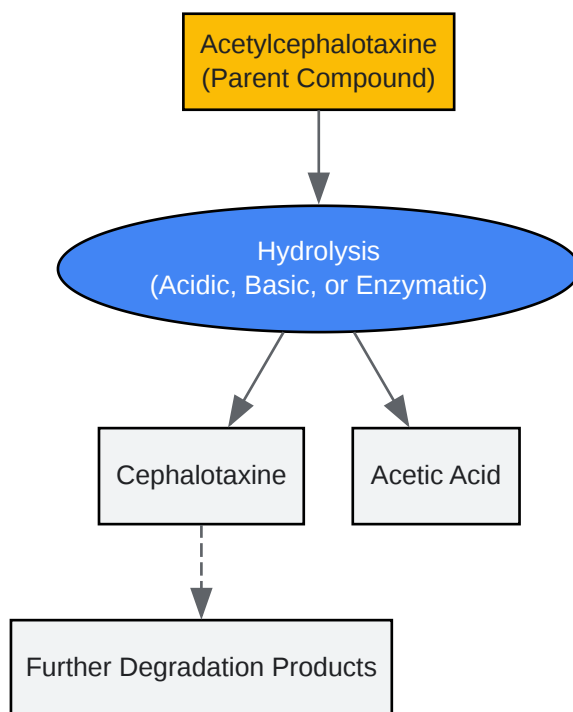 Acetylcephalotaxine
(Parent Compound)
Hydrolysis
(Acidic, Basic, or Enzymatic)
Cephalotaxine
Acetic Acid
Further Degradation Products